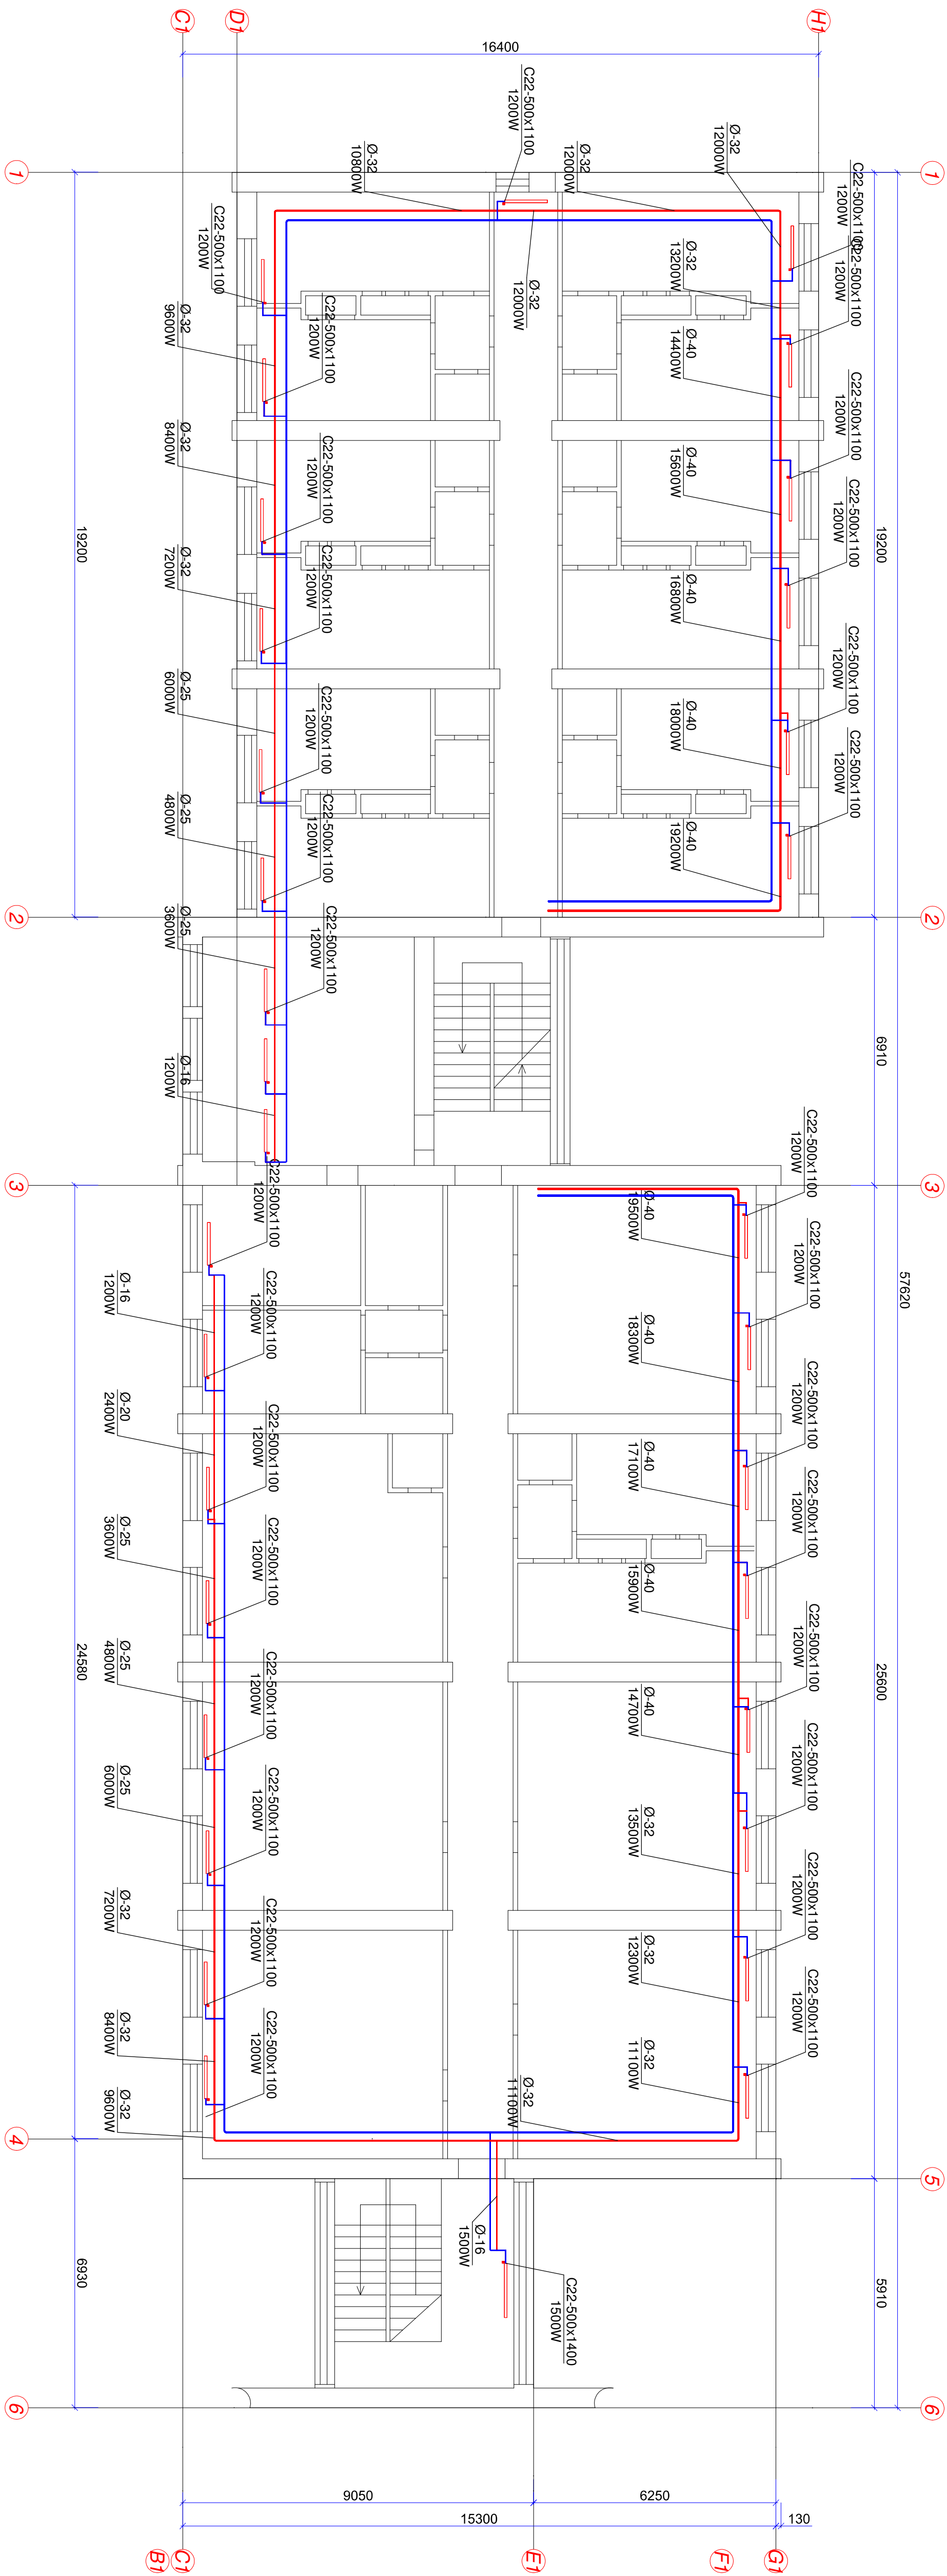 C1
D1
H1
16400
1
1
19200
19200
57620
C22-500x1100
1200W
Ø-32
10800W
Ø-32
12000W
Ø-32
12000W
Ø-32
12000W
C22-500x1100
1200W
C22-500x1100
1200W
Ø-32
13200W
C22-500x1100
1200W
C22-500x1100
1200W
Ø-32
9600W
Ø-40
14400W
C22-500x1100
1200W
C22-500x1100
1200W
Ø-32
8400W
Ø-40
15600W
C22-500x1100
1200W
C22-500x1100
1200W
Ø-32
7200W
Ø-40
16800W
C22-500x1100
1200W
C22-500x1100
1200W
Ø-25
6000W
Ø-40
18000W
C22-500x1100
1200W
C22-500x1100
1200W
Ø-25
4800W
Ø-40
19200W
2
2
C22-500x1100
1200W
Ø-25
3600W
6910
Ø-16
1200W
3
3
C22-500x1100
1200W
C22-500x1100
1200W
Ø-40
19500W
C22-500x1100
1200W
C22-500x1100
1200W
Ø-16
1200W
Ø-40
18300W
C22-500x1100
1200W
C22-500x1100
1200W
Ø-20
2400W
Ø-40
17100W
C22-500x1100
1200W
C22-500x1100
1200W
Ø-25
3600W
Ø-40
15900W
24580
25600
C22-500x1100
1200W
C22-500x1100
1200W
Ø-25
4800W
Ø-40
14700W
C22-500x1100
1200W
C22-500x1100
1200W
Ø-25
6000W
Ø-32
13500W
C22-500x1100
1200W
C22-500x1100
1200W
Ø-32
7200W
Ø-32
12300W
C22-500x1100
1200W
C22-500x1100
1200W
Ø-32
8400W
Ø-32
11100W
Ø-32
9600W
Ø-32
11100W
4
5
Ø-16
1500W
C22-500x1400
1500W
6930
5910
6
6
9050
6250
15300
130
B1
C1
E1
F1
G1